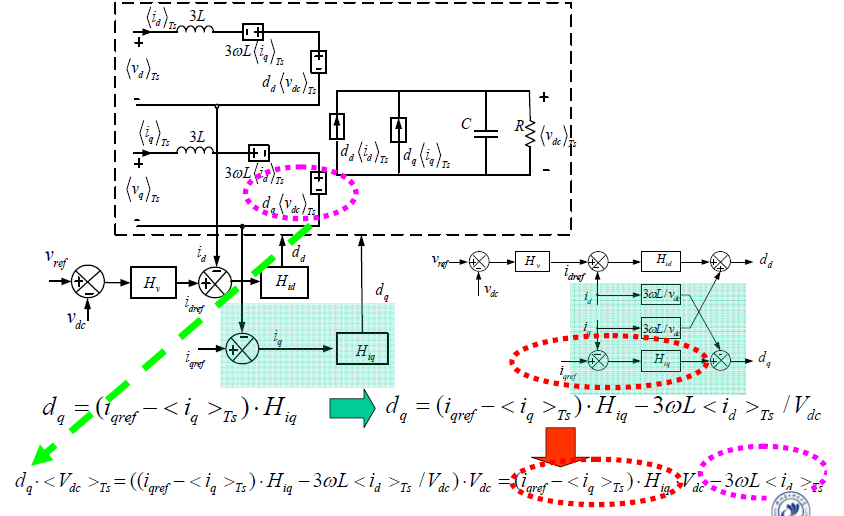 ⟨i_d⟩_Ts 3L
3ωL⟨i_q⟩_Ts
⟨v_d⟩_Ts
d_d⟨v_dc⟩_Ts
⟨i_q⟩_Ts 3L
3ωL⟨i_d⟩_Ts
⟨v_q⟩_Ts
d_q⟨v_dc⟩_Ts
d_d⟨i_d⟩_Ts d_q⟨i_q⟩_Ts C R ⟨v_dc⟩_Ts
v_ref H_v i_dref i_d H_id d_d
v_dc
d_q
i_qref i_q H_iq
v_ref H_v i_dref H_id d_d
v_dc
i_d 3ωL/v_dc
i_q 3ωL/v_dc
i_qref H_iq d_q
d_q = (i_qref − < i_q >_Ts) · H_iq d_q = (i_qref − < i_q >_Ts) · H_iq − 3ωL < i_d >_Ts / V_dc
d_q · < V_dc >_Ts = ((i_qref − < i_q >_Ts) · H_iq − 3ωL < i_d >_Ts / V_dc) · V_dc = (i_qref − < i_q >_Ts) · H_iq · V_dc − 3ωL < i_d >_Ts